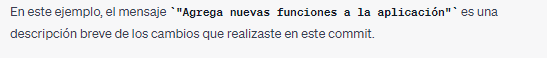 En este ejemplo, el mensaje `"Agrega nuevas funciones a la aplicación"` es una
descripción breve de los cambios que realizaste en este commit.